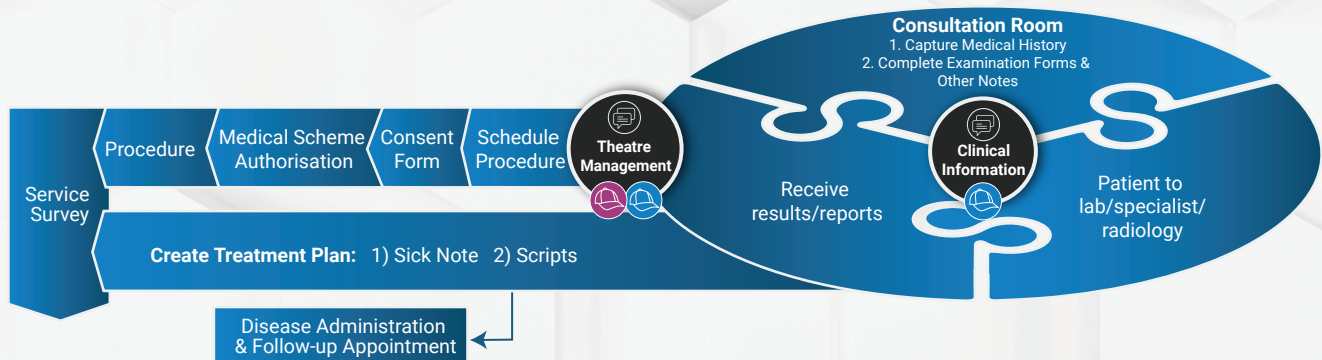 Consultation Room
1. Capture Medical History
2. Complete Examination Forms &
Other Notes
Service
Survey
Procedure
Medical Scheme
Authorisation
Consent
Form
Schedule
Procedure
Theatre
Management
Receive
results/reports
Clinical
Information
Patient to
lab/specialist/
radiology
Create Treatment Plan: 1) Sick Note 2) Scripts
Disease Administration
& Follow-up Appointment